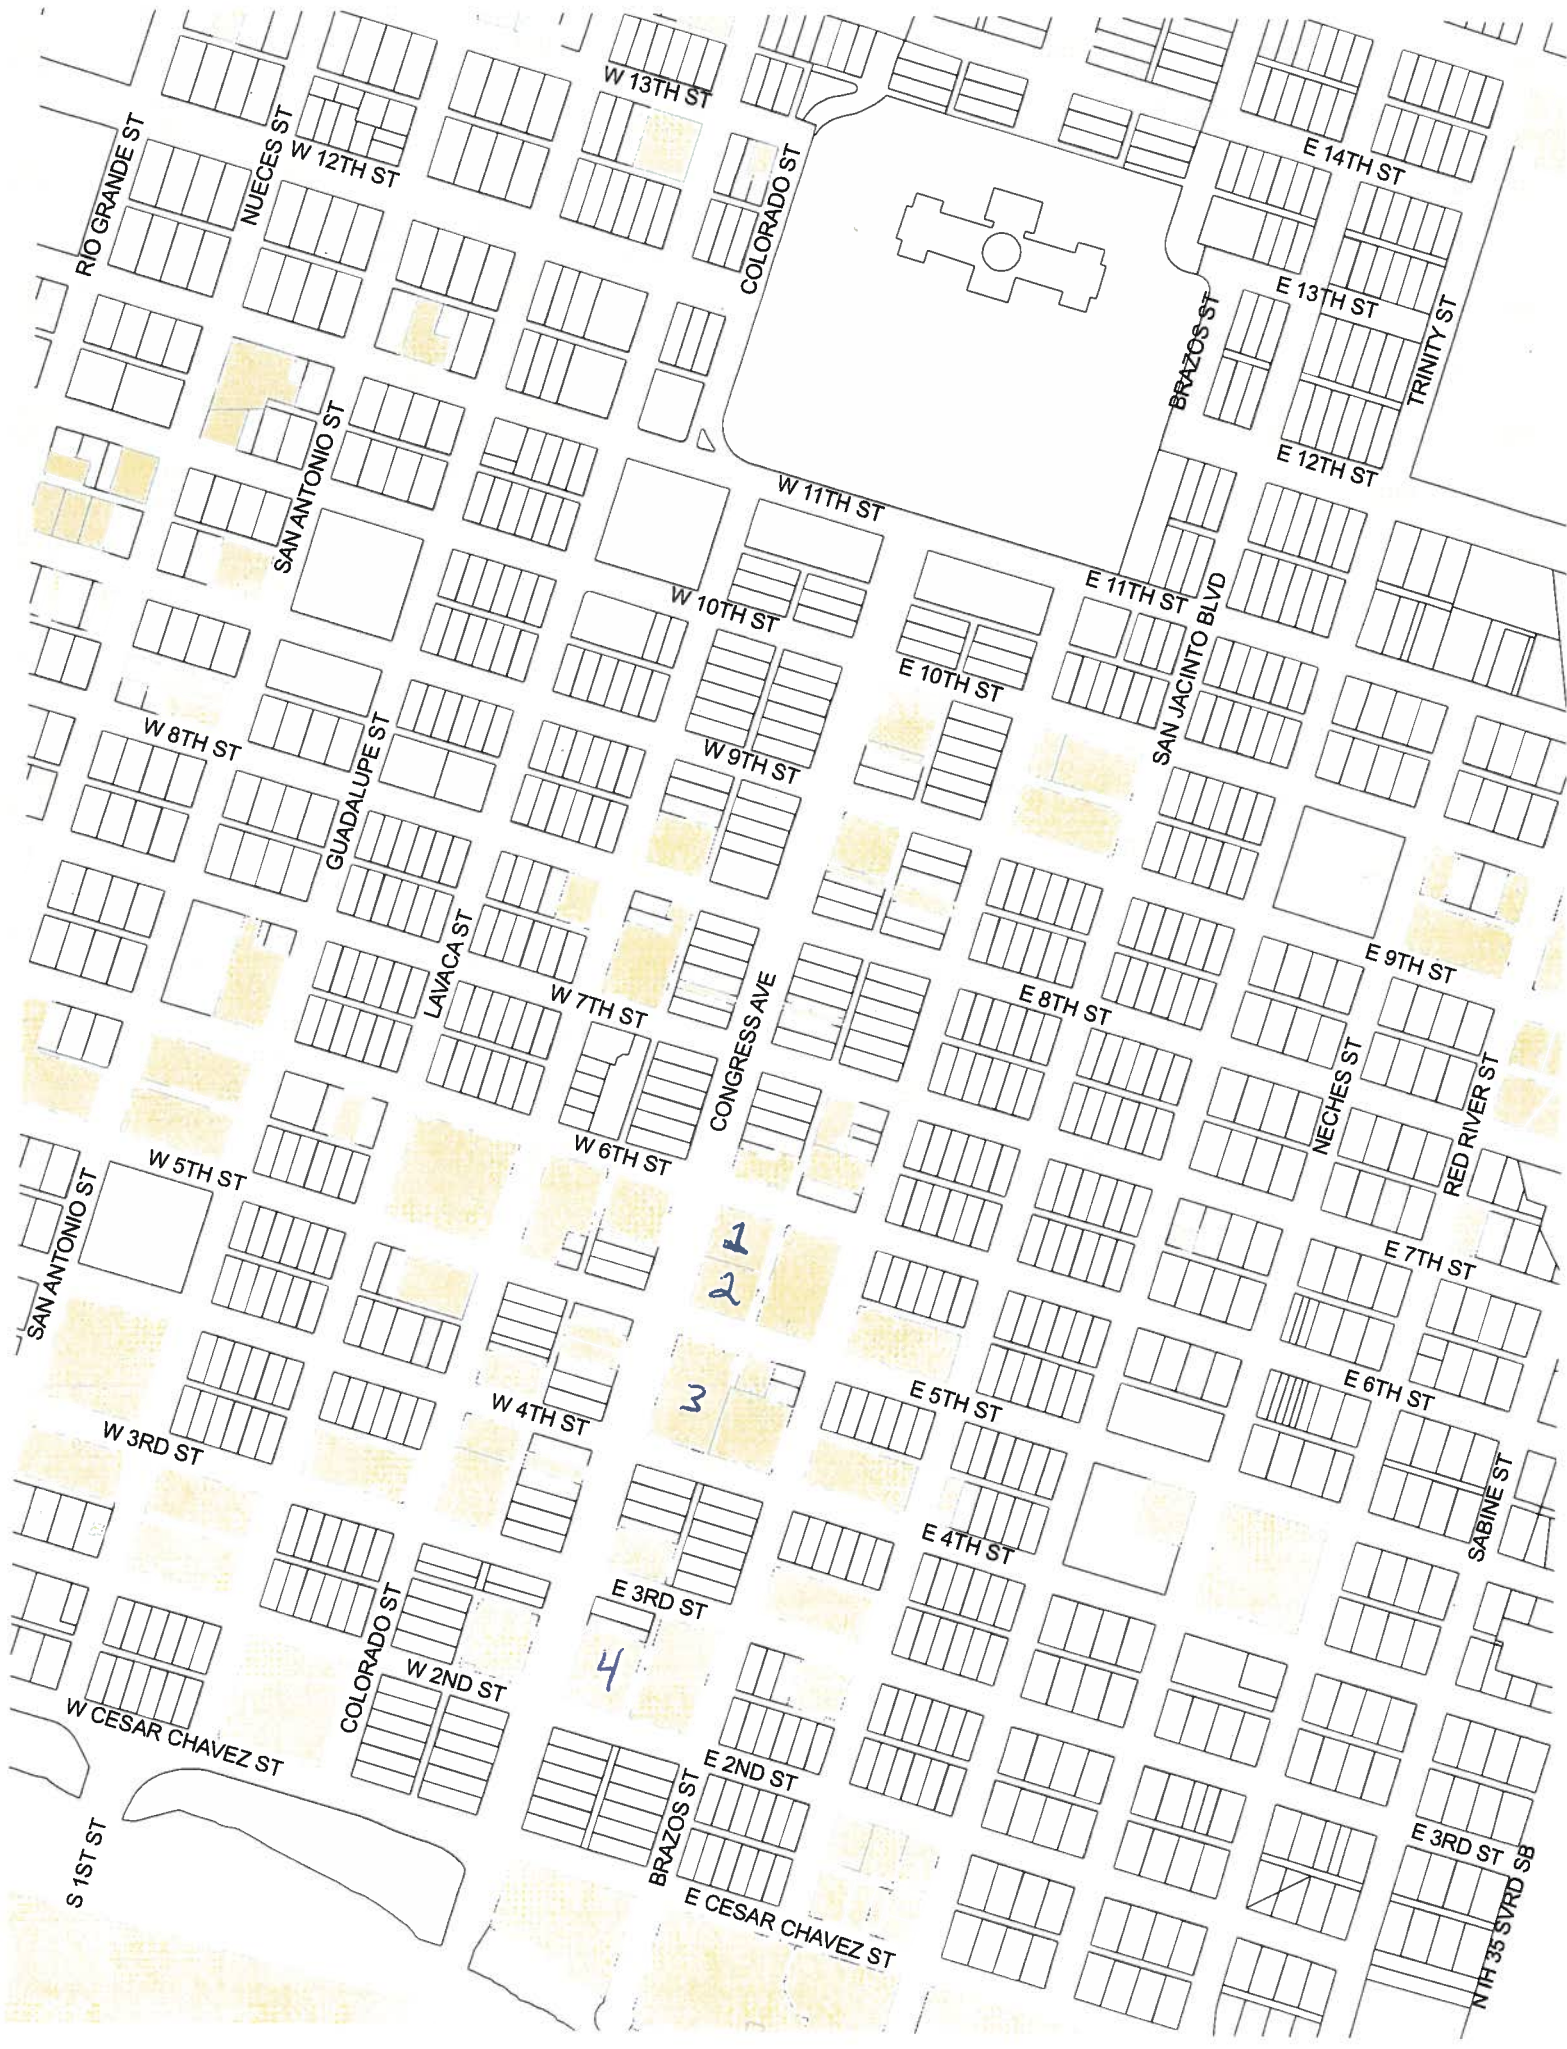 W 13TH ST
E 14TH ST
RIO GRANDE ST
NUECES ST
W 12TH ST
COLORADO ST
E 13TH ST
BRAZOS ST
TRINITY ST
SAN ANTONIO ST
E 12TH ST
W 11TH ST
E 11TH ST
W 10TH ST
E 10TH ST
SAN JACINTO BLVD
W 8TH ST
W 9TH ST
GUADALUPE ST
E 9TH ST
LAVACA ST
W 7TH ST
E 8TH ST
CONGRESS AVE
NECHES ST
RED RIVER ST
W 6TH ST
W 5TH ST
1
E 7TH ST
SAN ANTONIO ST
2
E 6TH ST
3
E 5TH ST
W 4TH ST
W 3RD ST
SABINE ST
E 4TH ST
E 3RD ST
COLORADO ST
4
W 2ND ST
W CESAR CHAVEZ ST
E 2ND ST
BRAZOS ST
E 3RD ST
S 1ST ST
E CESAR CHAVEZ ST
N IH 35 SVRD SB